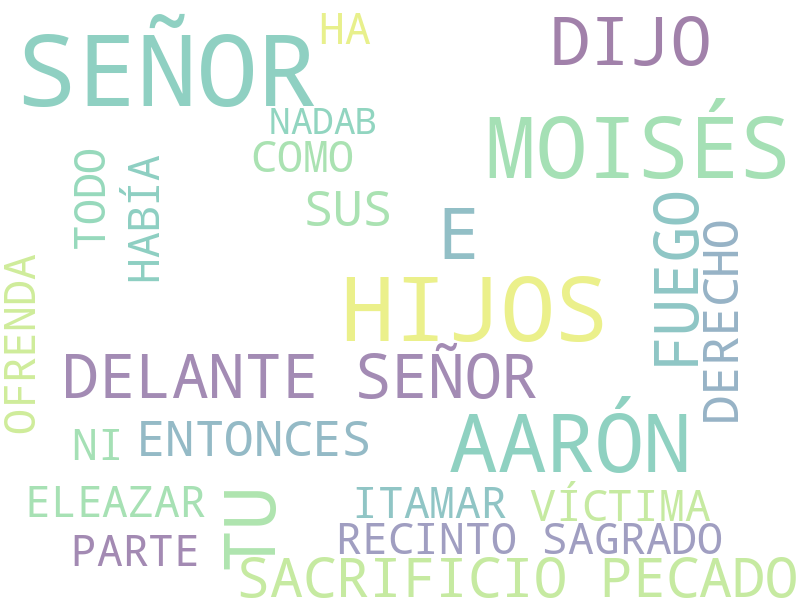 SEÑOR
HA
DIJO
NADAB
MOISÉS
COMO
TODO
HABÍA
SUS
E
FUEGO
DERECHO
OFRENDA
HIJOS
DELANTE SEÑOR
NI
ENTONCES
AARÓN
ELEAZAR
TU
ITAMAR
VÍCTIMA
PARTE
RECINTO SAGRADO
SACRIFICIO PECADO